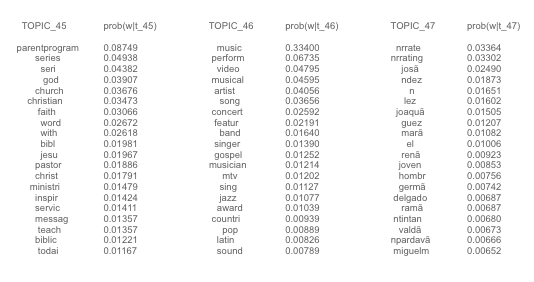 TOPIC_45 prob(w|t_45) TOPIC_46 prob(w|t_46) TOPIC_47 prob(w|t_47)
parentprogram 0.08749 music 0.33400 nrrate 0.03364
series 0.04938 perform 0.06735 nrrating 0.03302
seri 0.04382 video 0.04795 josã 0.02490
god 0.03907 musical 0.04595 ndez 0.01873
church 0.03676 artist 0.04056 n 0.01651
christian 0.03473 song 0.03656 lez 0.01602
faith 0.03066 concert 0.02592 joaquã 0.01505
word 0.02672 featur 0.02191 guez 0.01207
with 0.02618 band 0.01640 marã 0.01082
bibl 0.01981 singer 0.01390 el 0.01006
jesu 0.01967 gospel 0.01252 renã 0.00923
pastor 0.01886 musician 0.01214 joven 0.00853
christ 0.01791 mtv 0.01202 hombr 0.00756
ministri 0.01479 sing 0.01127 germã 0.00742
inspir 0.01424 jazz 0.01077 delgado 0.00687
servic 0.01411 award 0.01039 ramã 0.00687
messag 0.01357 countri 0.00939 ntintan 0.00680
teach 0.01357 pop 0.00889 valdã 0.00673
biblic 0.01221 latin 0.00826 npardavã 0.00666
todai 0.01167 sound 0.00789 miguelm 0.00652